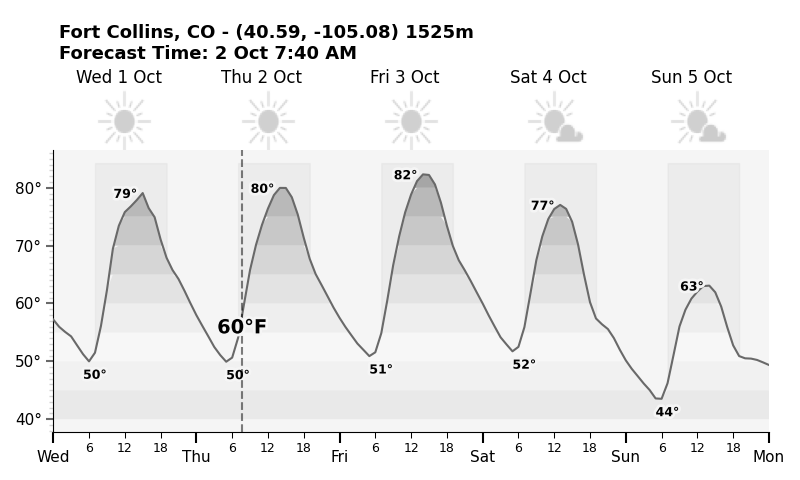 Fort Collins, CO - (40.59, -105.08) 1525m
Forecast Time: 2 Oct 7:40 AM
Wed 1 Oct Thu 2 Oct Fri 3 Oct Sat 4 Oct Sun 5 Oct
80°
70°
60°
50°
40°
79° 80° 82° 77° 63°
60°F
50° 50° 51° 52° 44°
6 12 18 6 12 18 6 12 18 6 12 18 6 12 18
Wed Thu Fri Sat Sun Mon